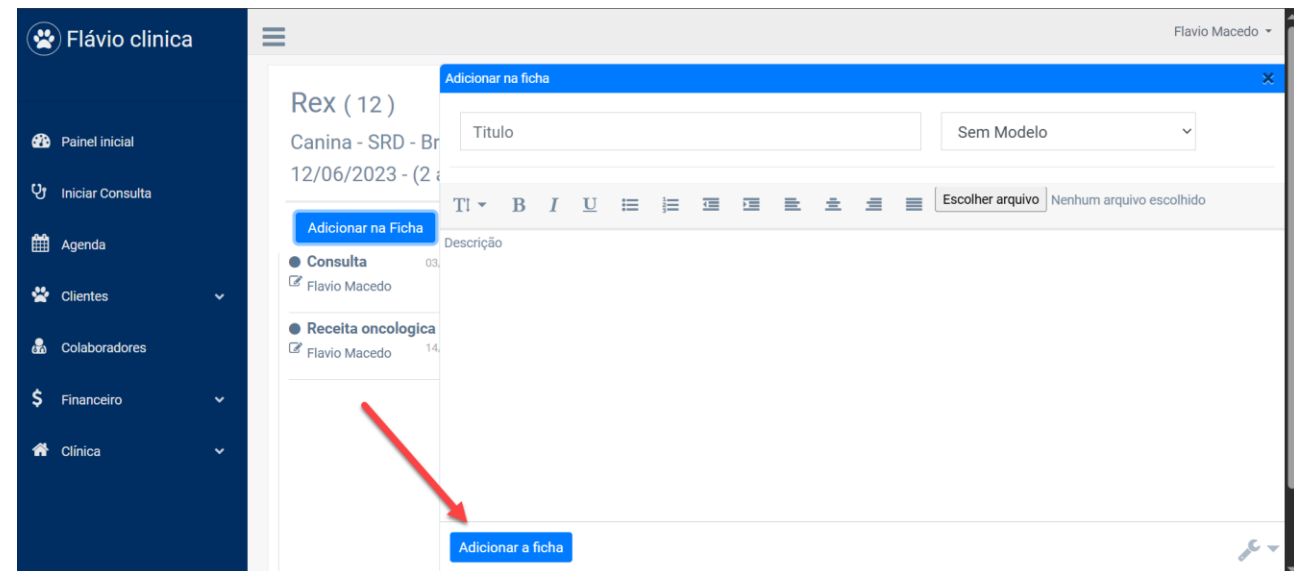 Flávio clinica
Flavio Macedo
Painel inicial
Iniciar Consulta
Agenda
Clientes
Colaboradores
Financeiro
Clínica
Rex ( 12 )
Canina - SRD - Br
12/06/2023 - (2 a
Adicionar na Ficha
Consulta 03,
Flavio Macedo
Receita oncologica
Flavio Macedo 14,
Adicionar na ficha
Titulo
Sem Modelo
B I U Escolher arquivo Nenhum arquivo escolhido
Descrição
Adicionar a ficha